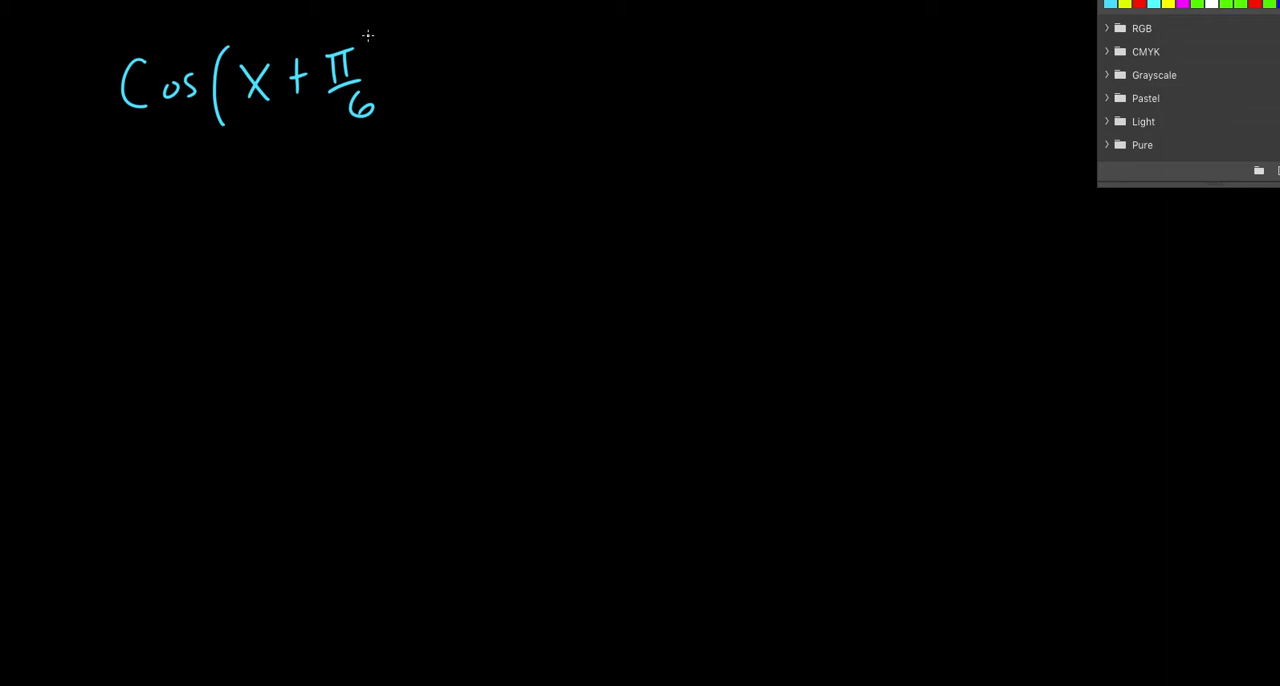 Cos(x + π/6
RGB
CMYK
Grayscale
Pastel
Light
Pure